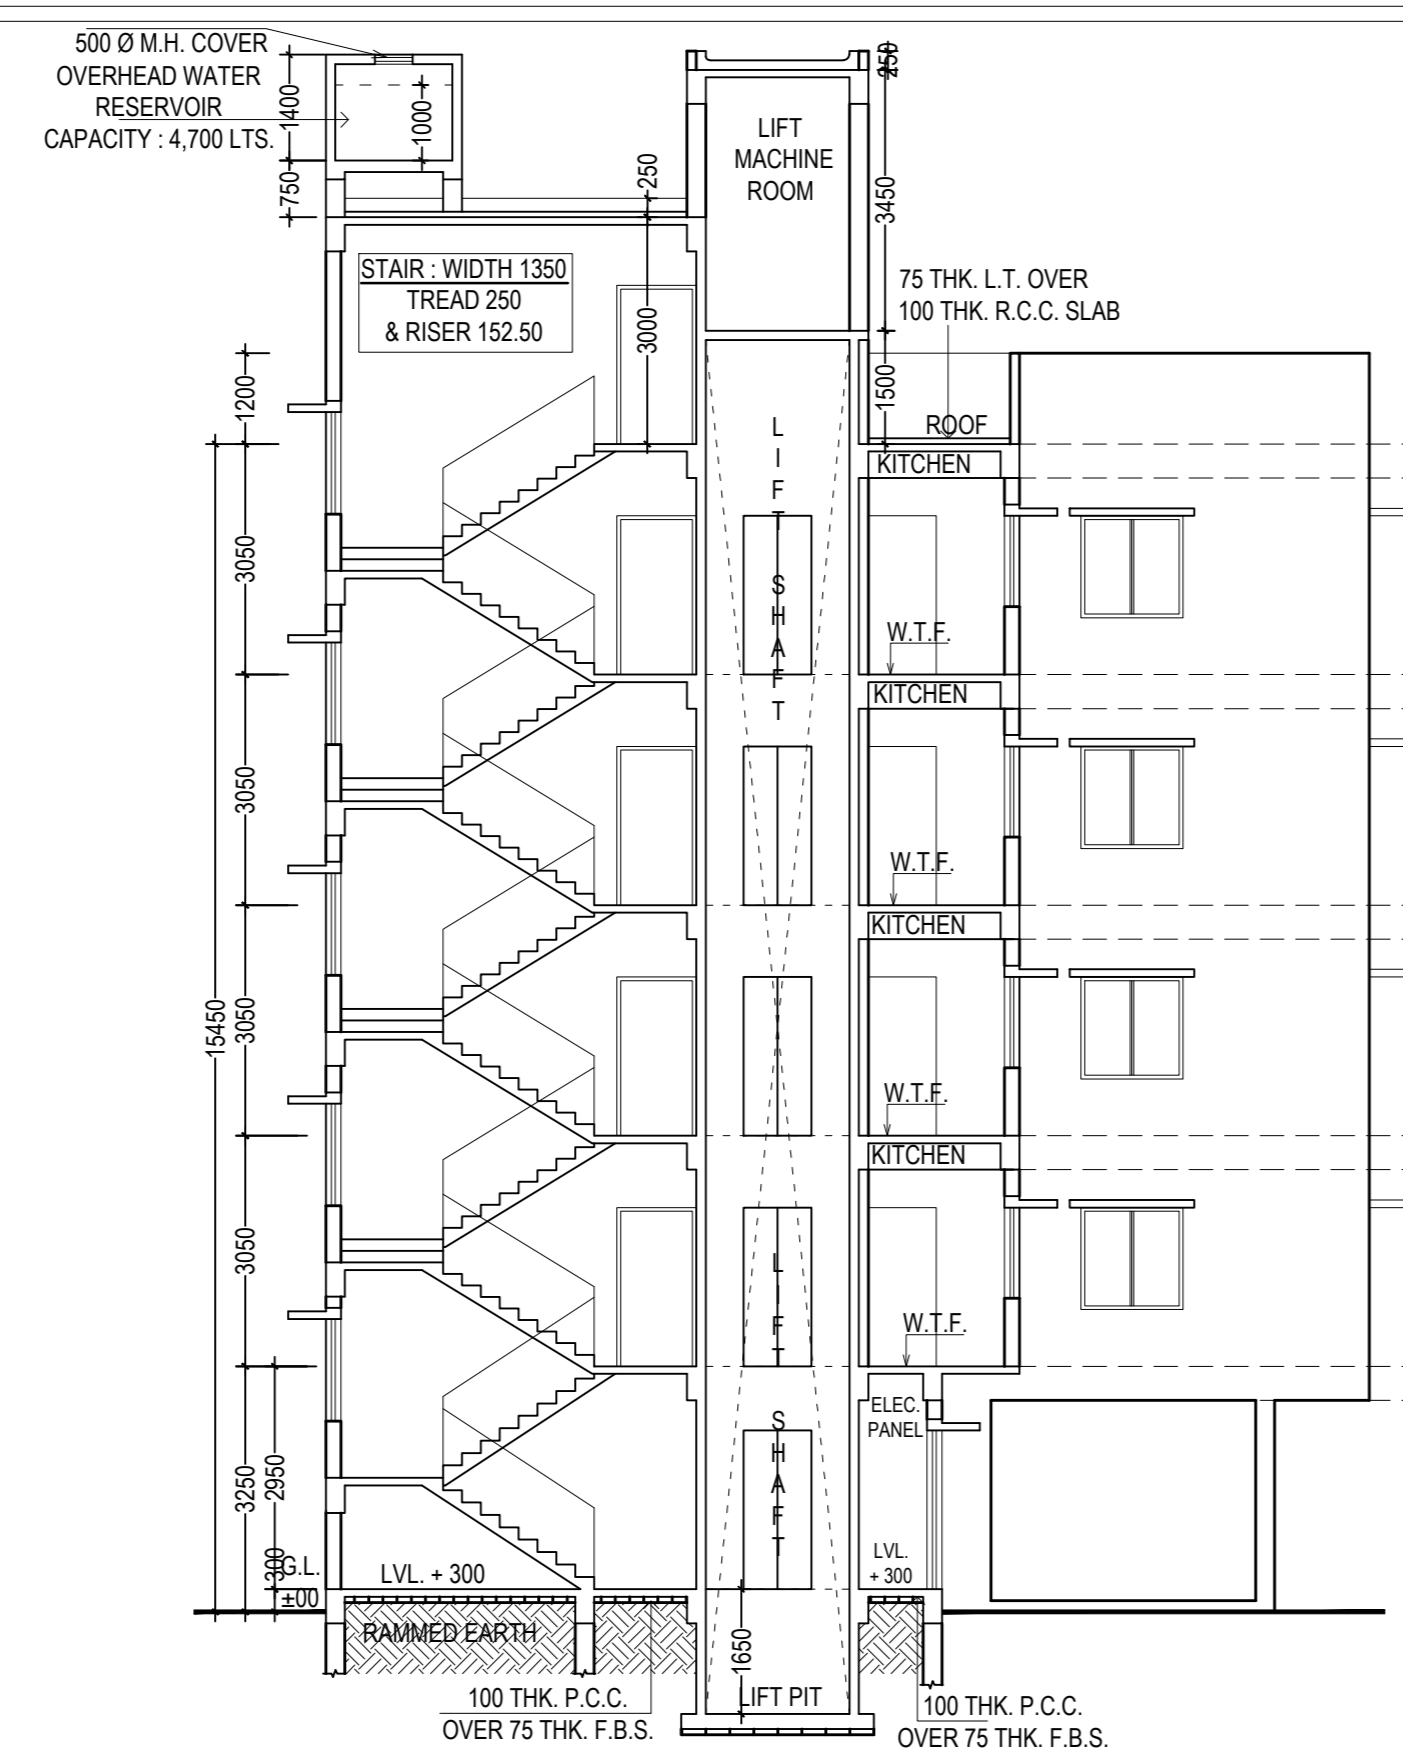 500 Ø M.H. COVER
OVERHEAD WATER
RESERVOIR
CAPACITY : 4,700 LTS.
1400
1000
750
250
250
LIFT
MACHINE
ROOM
3450
STAIR : WIDTH 1350
TREAD 250
& RISER 152.50
3000
75 THK. L.T. OVER
100 THK. R.C.C. SLAB
1200
1500
ROOF
KITCHEN
LIFT SHAFT
3050
W.T.F.
KITCHEN
3050
W.T.F.
KITCHEN
15450
3050
W.T.F.
KITCHEN
3050
W.T.F.
LIFT SHAFT
ELEC.
PANEL
3250
2950
300
G.L.
±00
LVL. + 300
LVL.
+ 300
RAMMED EARTH
1650
LIFT PIT
100 THK. P.C.C.
OVER 75 THK. F.B.S.
100 THK. P.C.C.
OVER 75 THK. F.B.S.